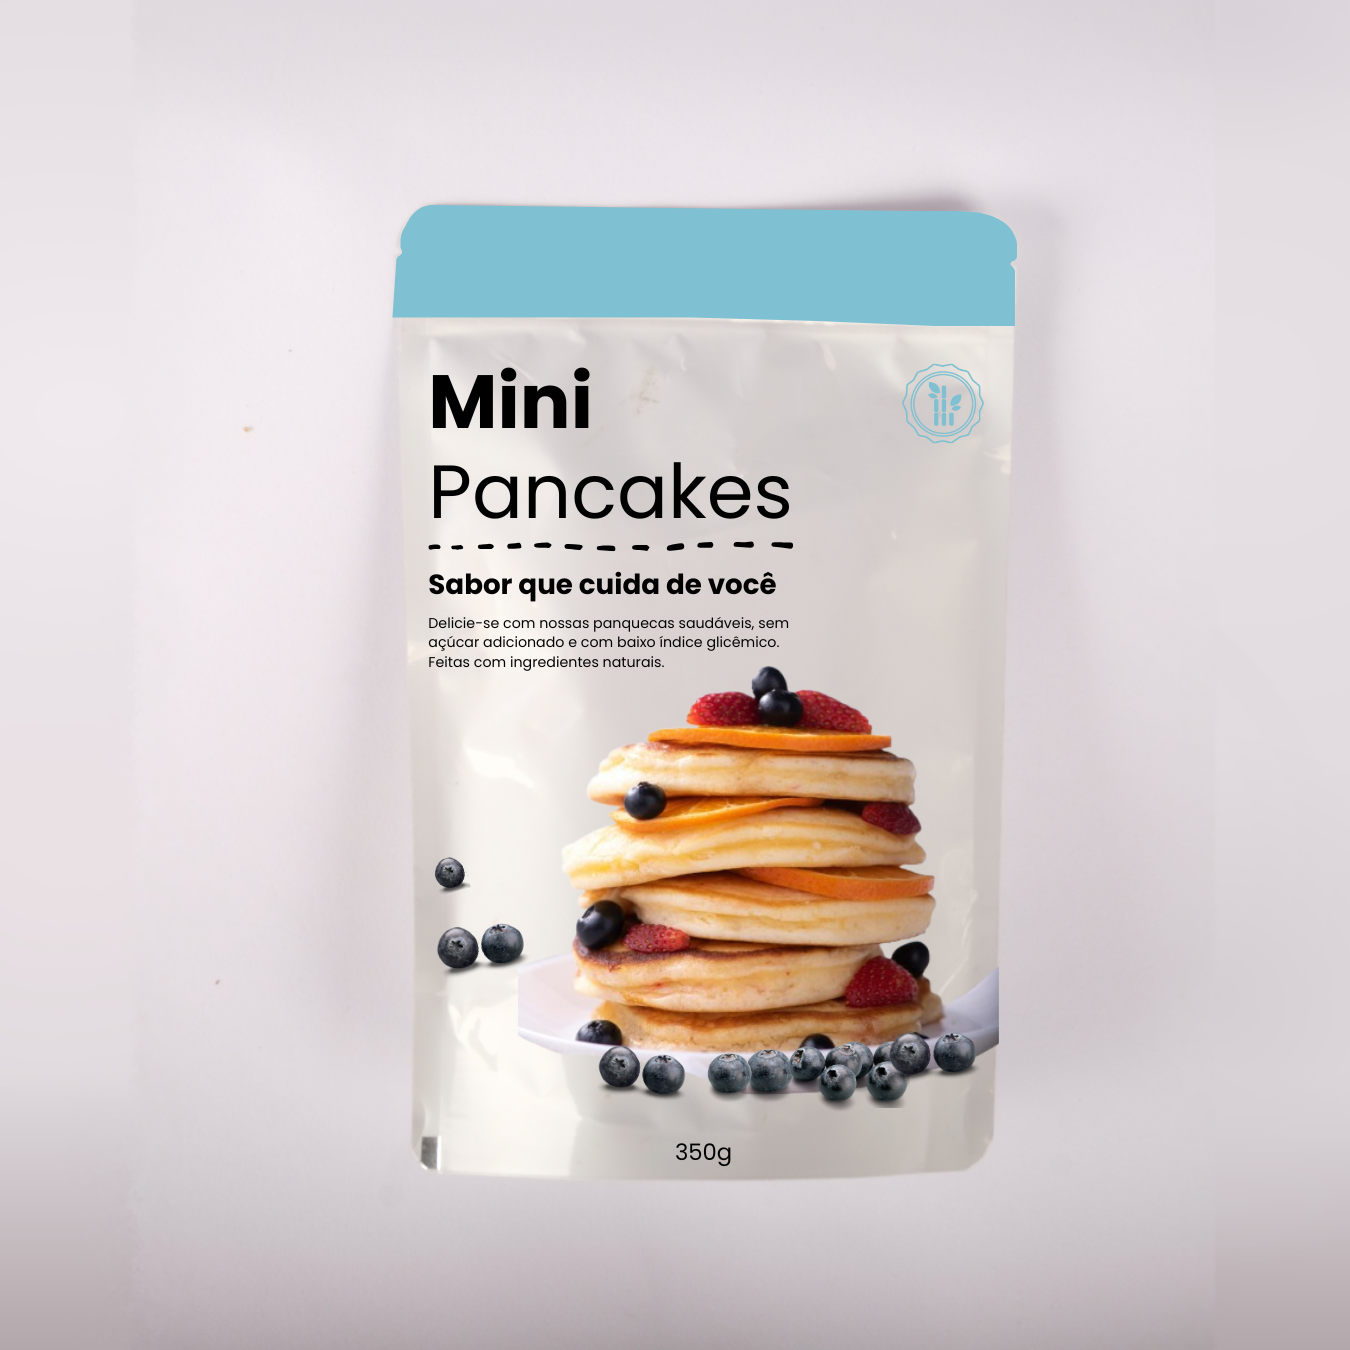 Mini
Pancakes
Sabor que cuida de você
Delicie-se com nossas panquecas saudáveis, sem
açúcar adicionado e com baixo índice glicêmico.
Feitas com ingredientes naturais.
350g